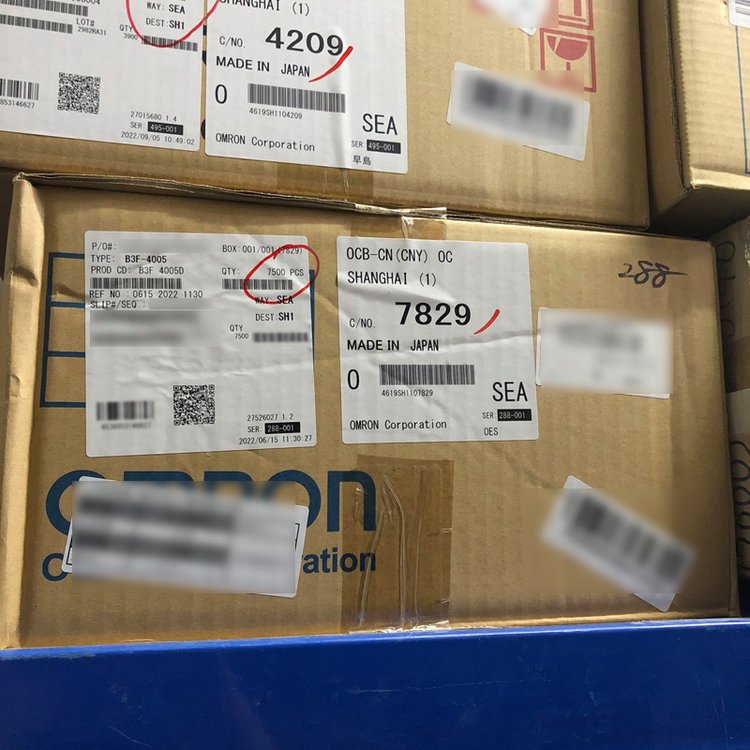 WAY: SEA
DEST: SH1
LOT#
2982RA31
QTY
3900
27015680 1.4
SER: 495-001
2022/09/05 10:49:02
SHANGHAI (1)
C/NO. 4209
MADE IN JAPAN
0
4619SH1104209
SEA
OMRON Corporation
SER: 495-001
早島
P/O#:
BOX: 001/001 (7829)
TYPE: B3F-4005
PROD CD: B3F 4005D
QTY: 7500 PCS
REF NO : 0615 2022 1130
WAY: SEA
SLIP#/SEQ :
DEST: SH1
QTY
7500
27526027 1.2
SER: 288-001
2022/06/15 11:30:27
OCB-CN(CNY) OC
SHANGHAI (1)
C/NO. 7829
MADE IN JAPAN
0
4619SH1107829
SEA
OMRON Corporation
SER: 288-001
OES
288